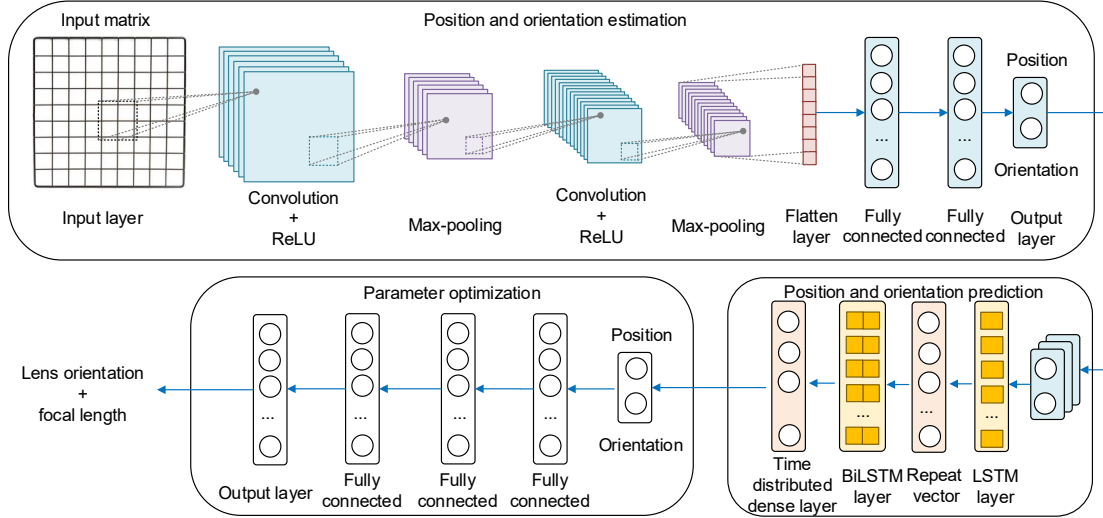 Input matrix
Position and orientation estimation
Position
...
...
Orientation
Input layer
Convolution
+
ReLU
Max-pooling
Convolution
+
ReLU
Max-pooling
Flatten
layer
Fully
connected
Fully
connected
Output
layer
Parameter optimization
Position
Lens orientation
+
focal length
...
...
...
...
Orientation
Output layer
Fully
connected
Fully
connected
Fully
connected
Position and orientation prediction
...
...
...
...
Time
distributed
dense layer
BiLSTM
layer
Repeat
vector
LSTM
layer